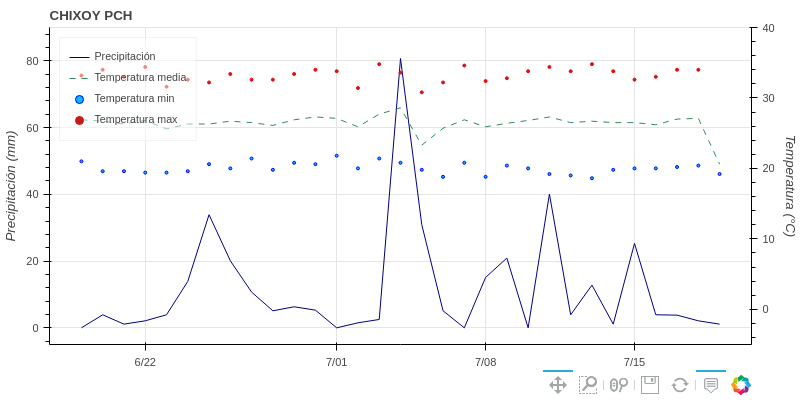 CHIXOY PCH
Precipitación
Temperatura media
Temperatura min
Temperatura max
Precipitación (mm)
80
60
40
20
0
Temperatura (°C)
40
30
20
10
0
6/22
7/01
7/08
7/15